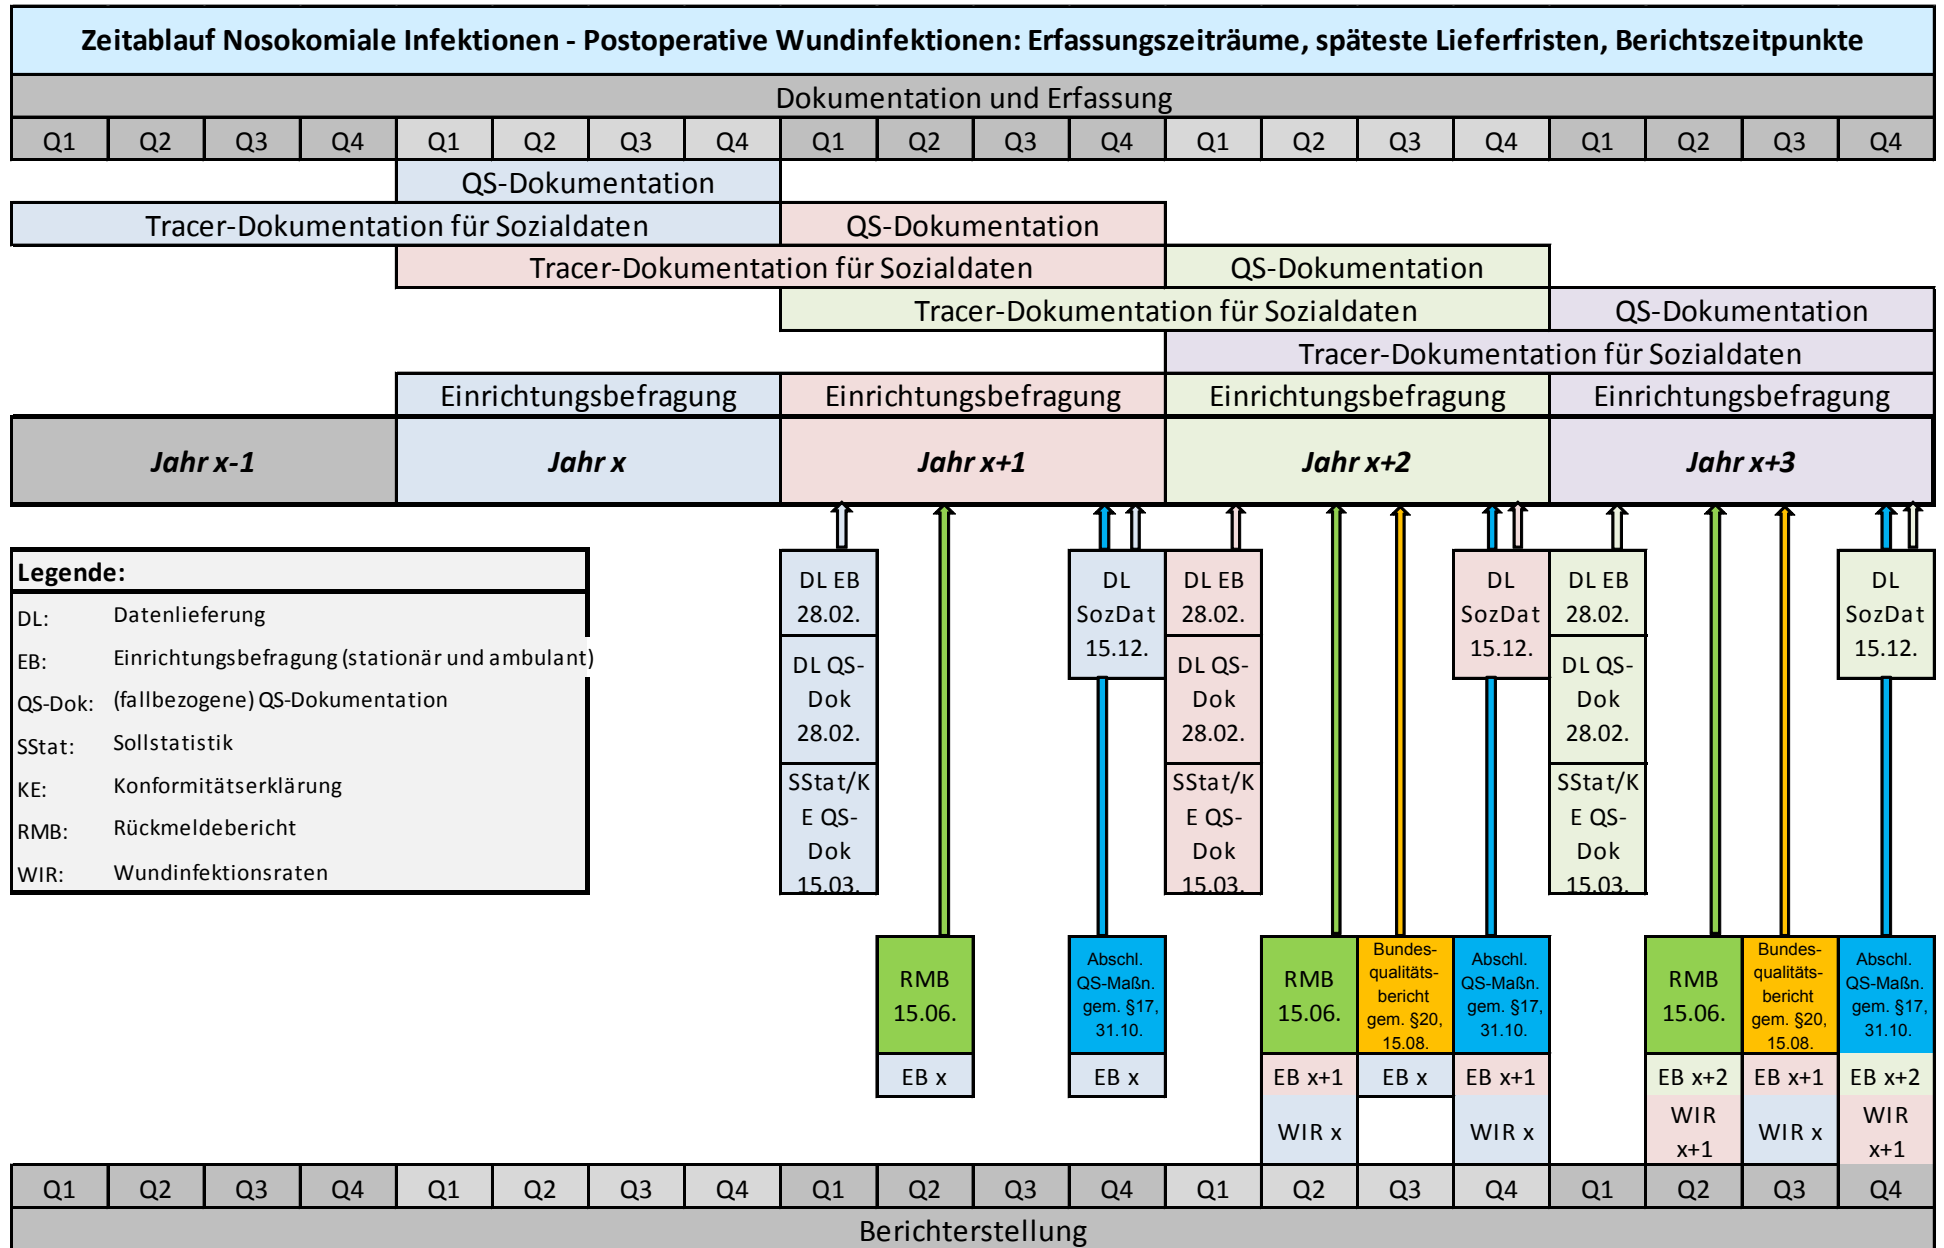 Zeitablauf Nosokomiale Infektionen - Postoperative Wundinfektionen: Erfassungszeiträume, späteste Lieferfristen, Berichtszeitpunkte
Dokumentation und Erfassung
Q1 Q2 Q3 Q4 Q1 Q2 Q3 Q4 Q1 Q2 Q3 Q4 Q1 Q2 Q3 Q4 Q1 Q2 Q3 Q4
QS-Dokumentation
Tracer-Dokumentation für Sozialdaten QS-Dokumentation
Tracer-Dokumentation für Sozialdaten QS-Dokumentation
Tracer-Dokumentation für Sozialdaten QS-Dokumentation
Tracer-Dokumentation für Sozialdaten
Einrichtungsbefragung Einrichtungsbefragung Einrichtungsbefragung Einrichtungsbefragung
Jahr x-1 Jahr x Jahr x+1 Jahr x+2 Jahr x+3
Legende:
DL: Datenlieferung
EB: Einrichtungsbefragung (stationär und ambulant)
QS-Dok: (fallbezogene) QS-Dokumentation
SStat: Sollstatistik
KE: Konformitätserklärung
RMB: Rückmeldebericht
WIR: Wundinfektionsraten
DL EB
28.02.
DL QS-
Dok
28.02.
SStat/K
E QS-
Dok
15.03.
DL
SozDat
15.12.
DL EB
28.02.
DL QS-
Dok
28.02.
SStat/K
E QS-
Dok
15.03.
DL
SozDat
15.12.
DL EB
28.02.
DL QS-
Dok
28.02.
SStat/K
E QS-
Dok
15.03.
DL
SozDat
15.12.
RMB
15.06.
EB x
Abschl.
QS-Maßn.
gem. §17,
31.10.
EB x
RMB
15.06.
EB x+1
WIR x
Bundes-
qualitäts-
bericht
gem. §20,
15.08.
EB x
Abschl.
QS-Maßn.
gem. §17,
31.10.
EB x+1
WIR x
RMB
15.06.
EB x+2
WIR
x+1
Bundes-
qualitäts-
bericht
gem. §20,
15.08.
EB x+1
WIR x
Abschl.
QS-Maßn.
gem. §17,
31.10.
EB x+2
WIR
x+1
Q1 Q2 Q3 Q4 Q1 Q2 Q3 Q4 Q1 Q2 Q3 Q4 Q1 Q2 Q3 Q4 Q1 Q2 Q3 Q4
Berichterstellung